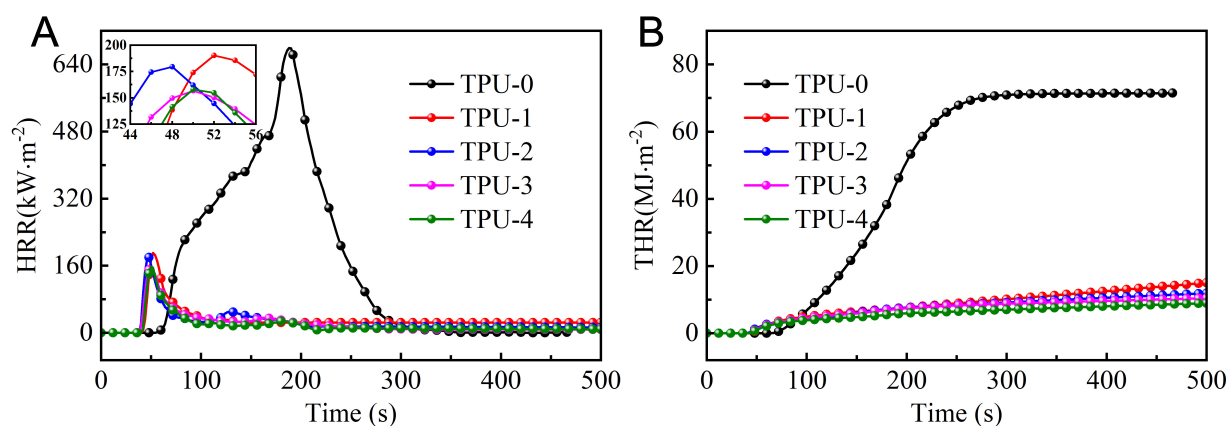 A
HRR(kW·m-2)
640
480
320
160
0
200
175
150
125
44 48 52 56
TPU-0
TPU-1
TPU-2
TPU-3
TPU-4
0 100 200 300 400 500
Time (s)
B
THR(MJ·m-2)
80
60
40
20
0
TPU-0
TPU-1
TPU-2
TPU-3
TPU-4
0 100 200 300 400 500
Time (s)